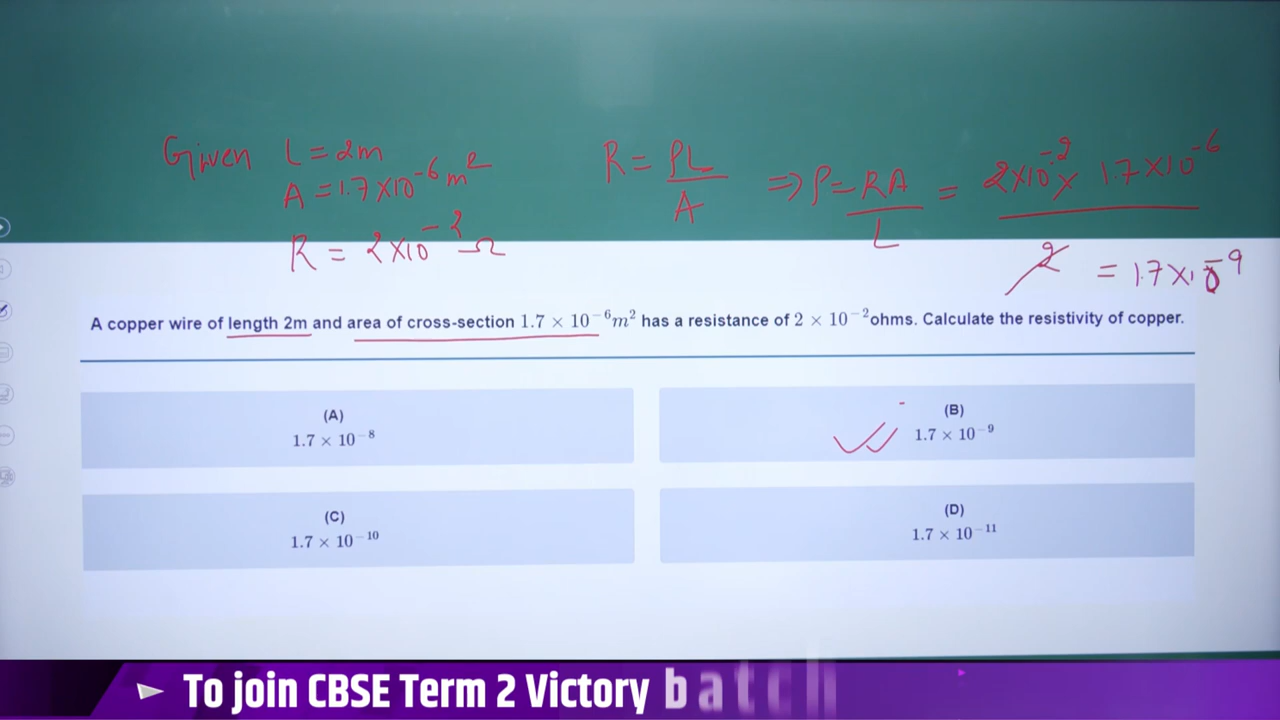 Given L = 2m
A = 1.7 × 10⁻⁶ m²
R = 2 × 10⁻² Ω
R = ρL / A ⇒ ρ = RA / L = 2 × 10⁻² × 1.7 × 10⁻⁶ / 2
= 1.7 × 10⁻⁹
A copper wire of length 2m and area of cross-section 1.7 × 10⁻⁶m² has a resistance of 2 × 10⁻²ohms. Calculate the resistivity of copper.
(A)
1.7 × 10⁻⁸
(B)
1.7 × 10⁻⁹
(C)
1.7 × 10⁻¹⁰
(D)
1.7 × 10⁻¹¹
To join CBSE Term 2 Victory batch